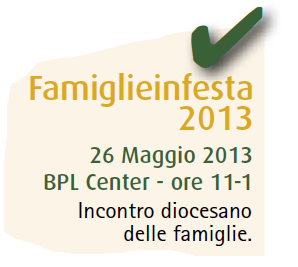 Famiglieinfesta
2013
26 Maggio 2013
BPL Center - ore 11-1
Incontro diocesano
delle famiglie.